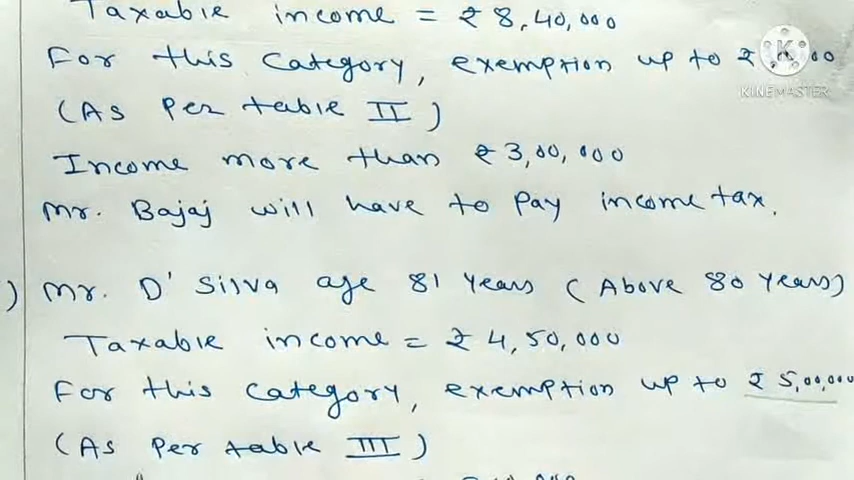 Taxable income = ₹ 8,40,000
For this category, exemption up to ₹
KINEMASTER
(As per table II)
Income more than ₹ 3,00,000
Mr. Bajaj will have to pay income tax.
) Mr. D' Silva age 81 years (Above 80 years)
Taxable income = ₹ 4,50,000
For this category, exemption up to ₹ 5,00,000
(As per table III)